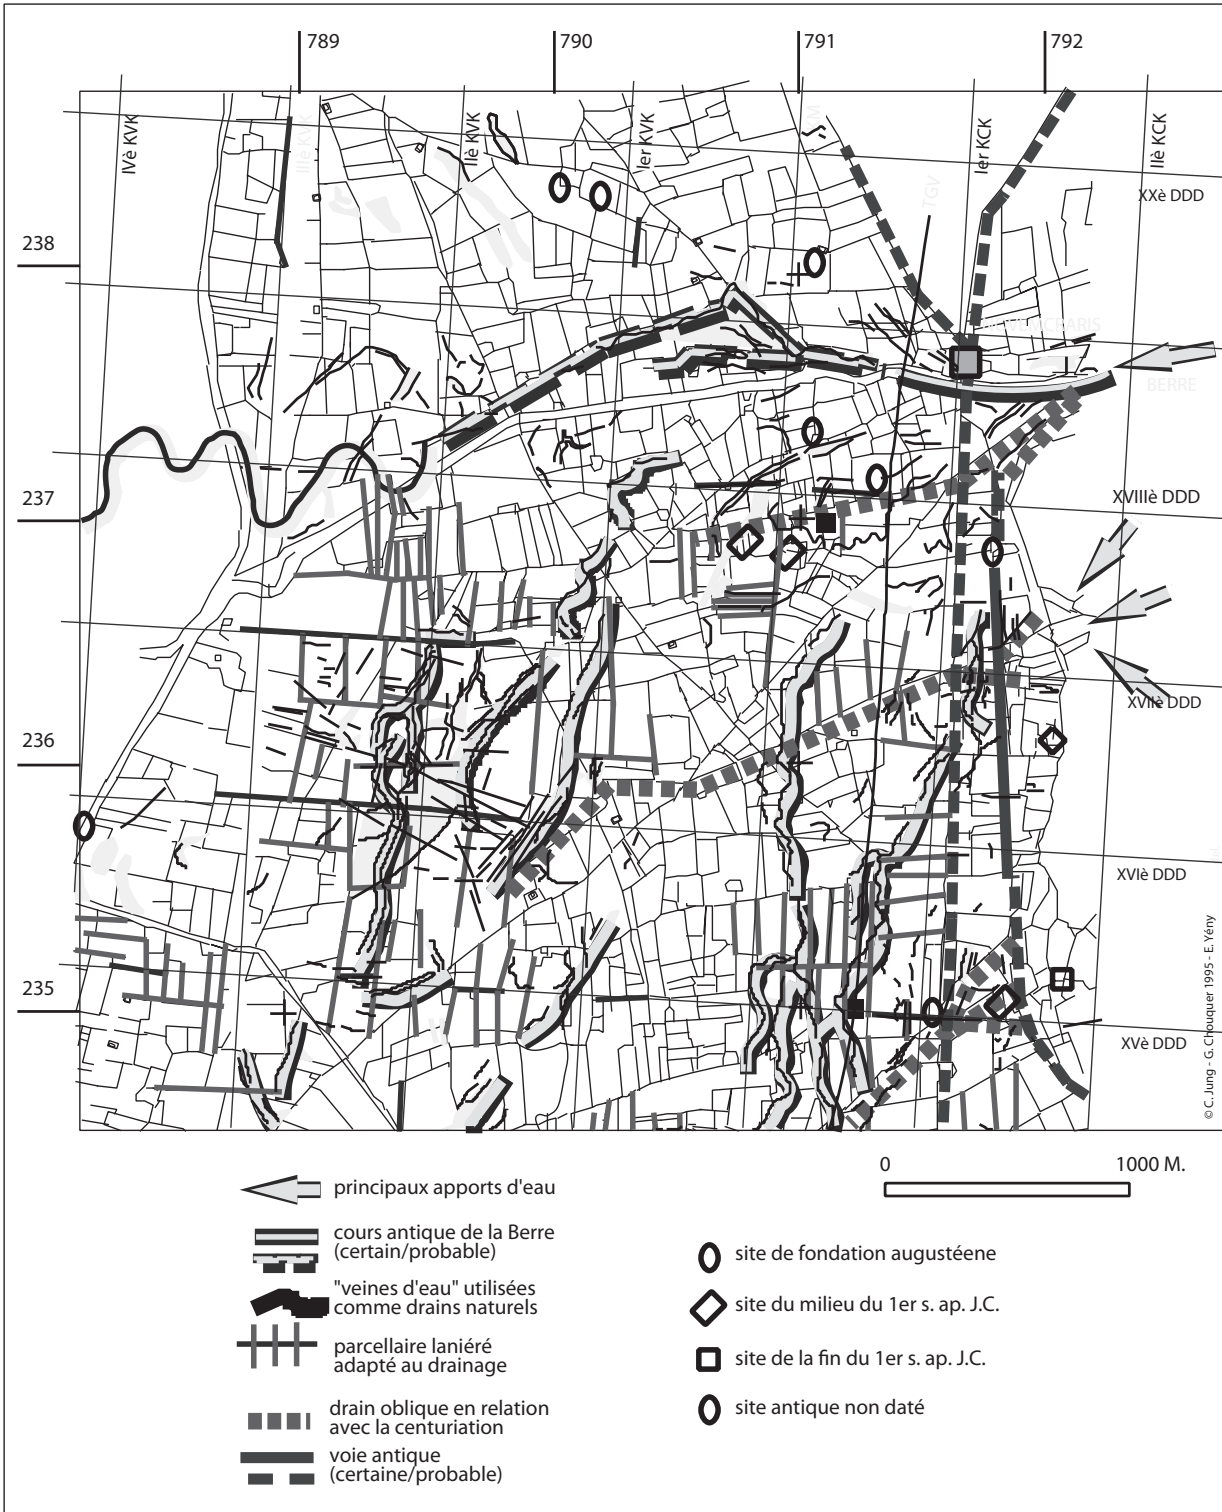 789
790
791
792
IVè KVK
IIIè KVK
IIè KVK
Ier KVK
KM
TGV
Ier KCK
IIè KCK
XXè DDD
238
BERRE
237
XVIIIè DDD
XVIIè DDD
236
XVIè DDD
235
XVè DDD
© C. Jung - G. Chouquer 1995 - E. Yény
principaux apports d'eau
cours antique de la Berre
(certain/probable)
"veines d'eau" utilisées
comme drains naturels
parcellaire laniéré
adapté au drainage
drain oblique en relation
avec la centuriation
voie antique
(certaine/probable)
0
1000 M.
site de fondation augustéene
site du milieu du 1er s. ap. J.C.
site de la fin du 1er s. ap. J.C.
site antique non daté